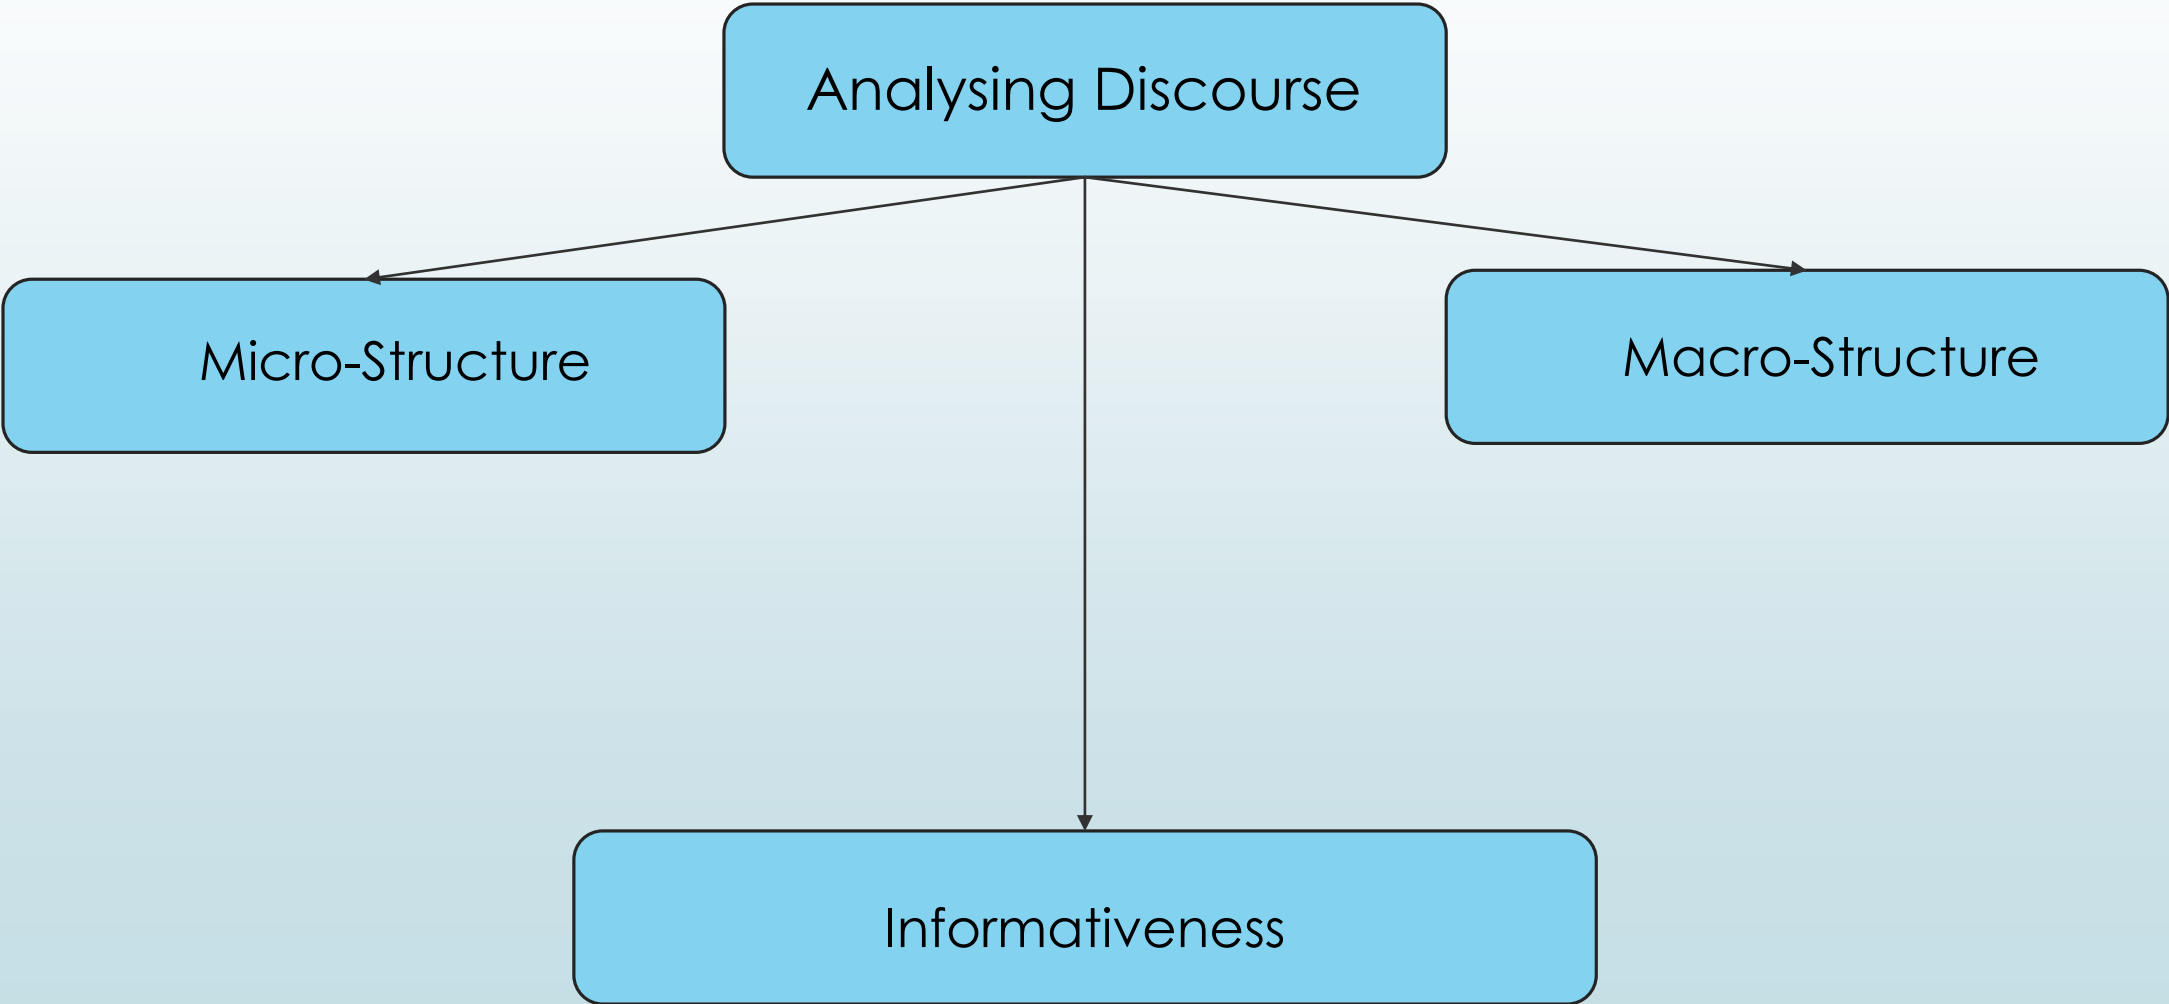 Analysing Discourse
Micro-Structure
Macro-Structure
Informativeness